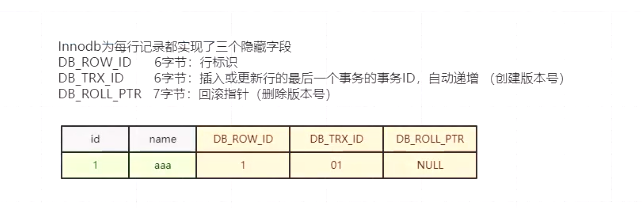 Innodb为每行记录都实现了三个隐藏字段
DB_ROW_ID 6字节：行标识
DB_TRX_ID 6字节：插入或更新行的最后一个事务的事务ID，自动递增 （创建版本号）
DB_ROLL_PTR 7字节：回滚指针（删除版本号）
id name DB_ROW_ID DB_TRX_ID DB_ROLL_PTR
1 aaa 1 01 NULL